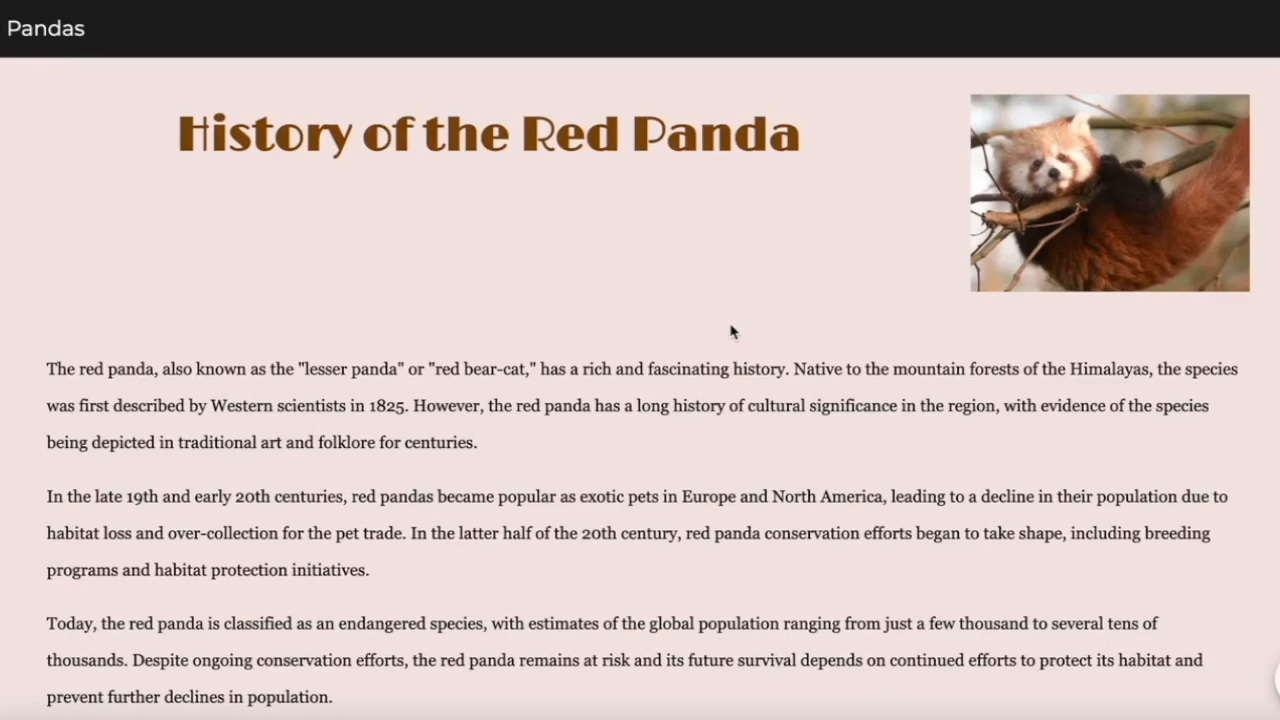 Pandas
History of the Red Panda
The red panda, also known as the "lesser panda" or "red bear-cat," has a rich and fascinating history. Native to the mountain forests of the Himalayas, the species
was first described by Western scientists in 1825. However, the red panda has a long history of cultural significance in the region, with evidence of the species
being depicted in traditional art and folklore for centuries.
In the late 19th and early 20th centuries, red pandas became popular as exotic pets in Europe and North America, leading to a decline in their population due to
habitat loss and over-collection for the pet trade. In the latter half of the 20th century, red panda conservation efforts began to take shape, including breeding
programs and habitat protection initiatives.
Today, the red panda is classified as an endangered species, with estimates of the global population ranging from just a few thousand to several tens of
thousands. Despite ongoing conservation efforts, the red panda remains at risk and its future survival depends on continued efforts to protect its habitat and
prevent further declines in population.